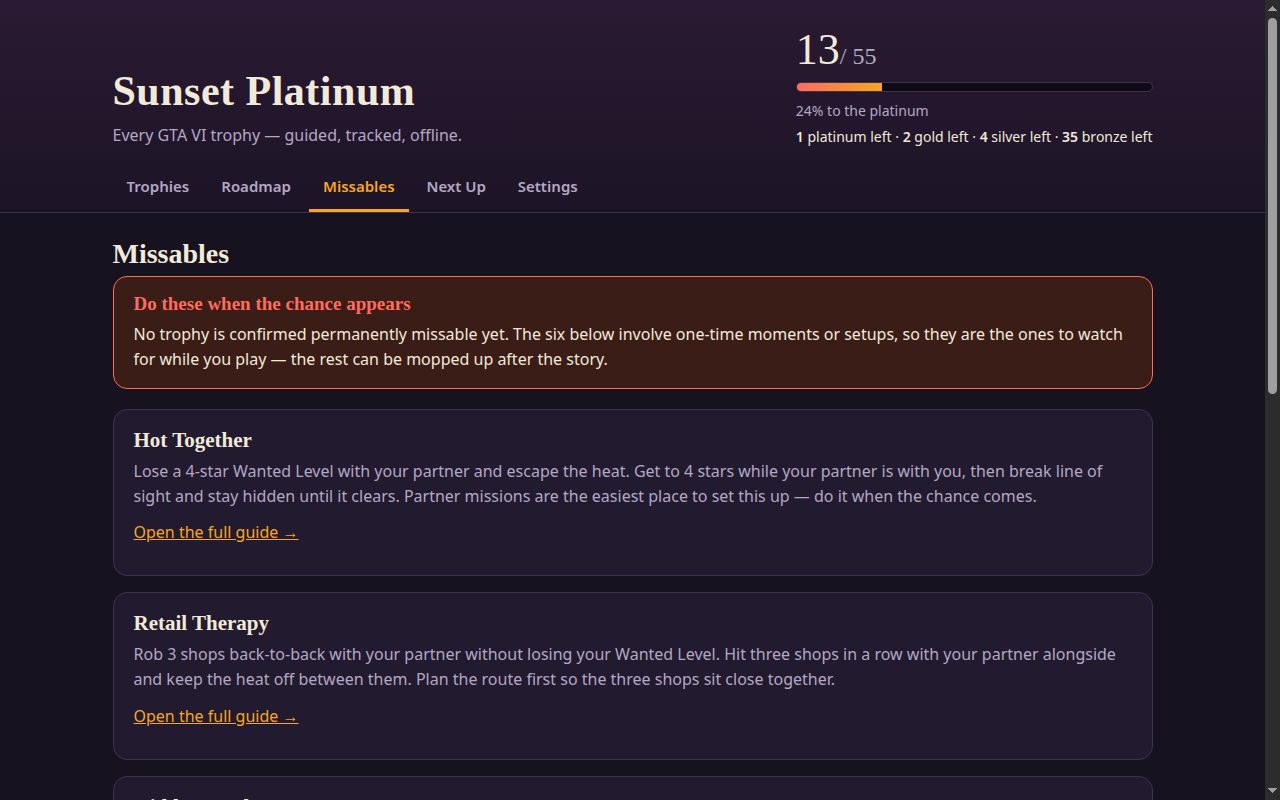 Sunset Platinum
Every GTA VI trophy — guided, tracked, offline.
13/ 55
24% to the platinum
1 platinum left · 2 gold left · 4 silver left · 35 bronze left
Trophies Roadmap Missables Next Up Settings
Missables
Do these when the chance appears
No trophy is confirmed permanently missable yet. The six below involve one-time moments or setups, so they are the ones to watch
for while you play — the rest can be mopped up after the story.
Hot Together
Lose a 4-star Wanted Level with your partner and escape the heat. Get to 4 stars while your partner is with you, then break line of
sight and stay hidden until it clears. Partner missions are the easiest place to set this up — do it when the chance comes.
Open the full guide →
Retail Therapy
Rob 3 shops back-to-back with your partner without losing your Wanted Level. Hit three shops in a row with your partner alongside
and keep the heat off between them. Plan the route first so the three shops sit close together.
Open the full guide →